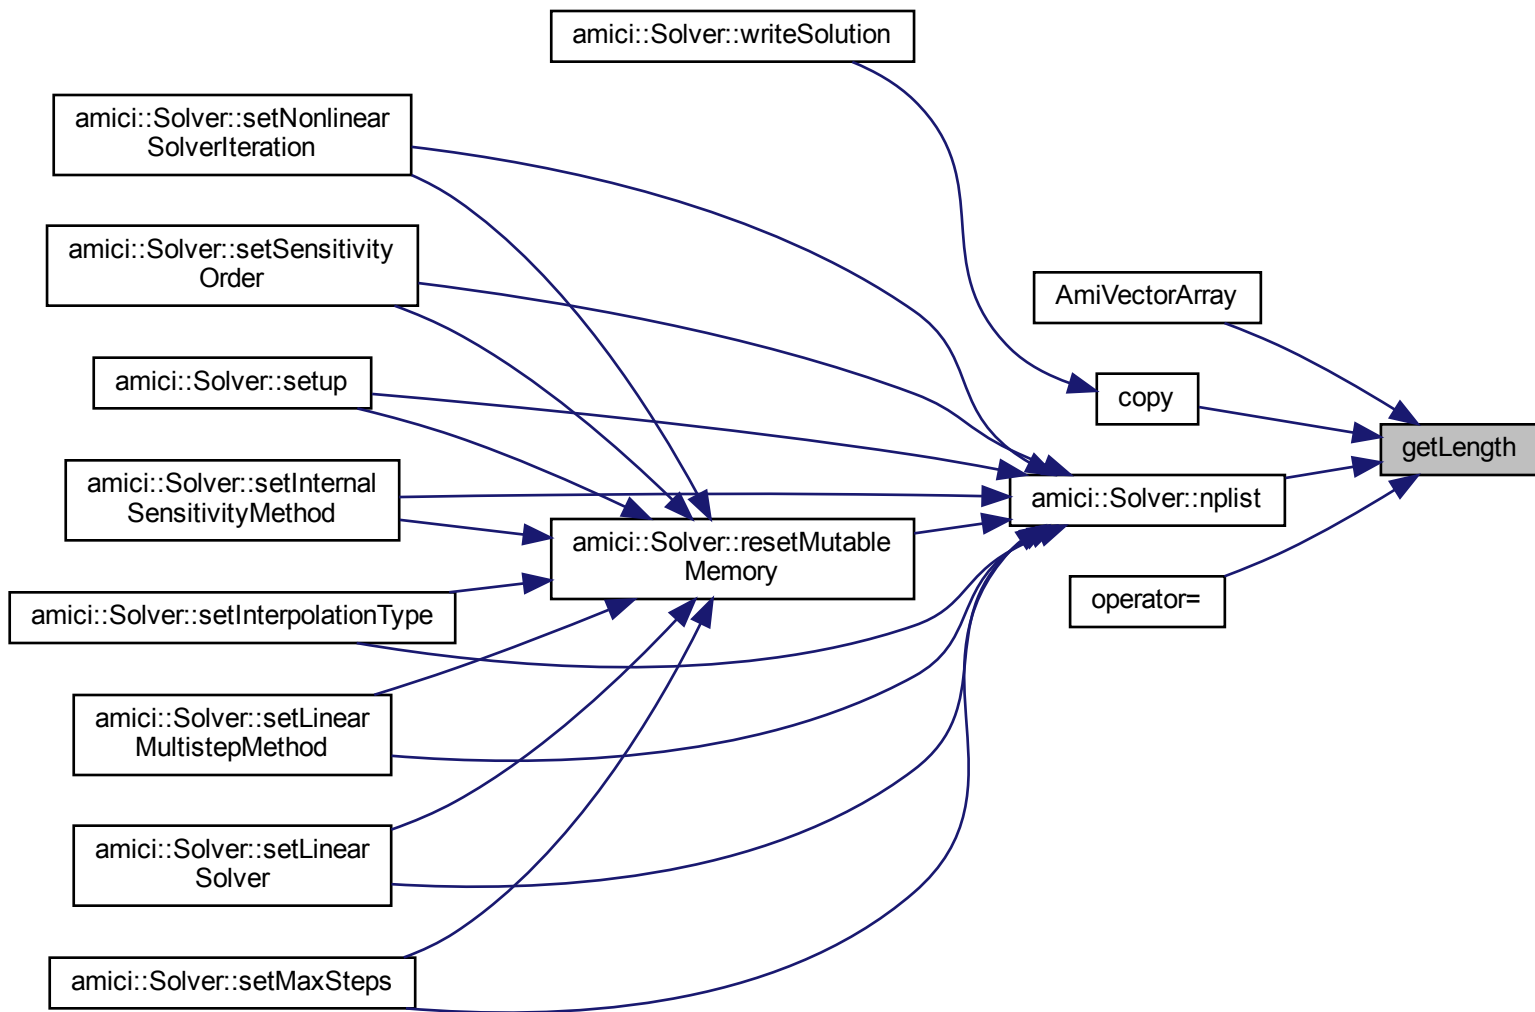 amici::Solver::writeSolution
amici::Solver::setNonlinear
SolverIteration
amici::Solver::setSensitivity
Order
AmiVectorArray
amici::Solver::setup
copy
getLength
amici::Solver::setInternal
SensitivityMethod
amici::Solver::nplist
amici::Solver::resetMutable
Memory
operator=
amici::Solver::setInterpolationType
amici::Solver::setLinear
MultistepMethod
amici::Solver::setLinear
Solver
amici::Solver::setMaxSteps